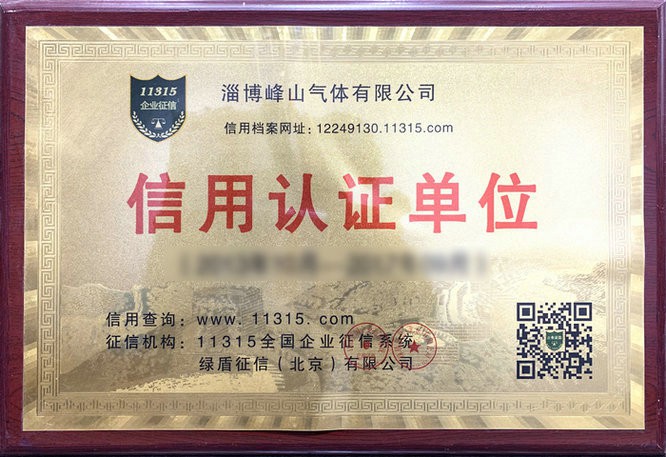 11315
企业征信
淄博峰山气体有限公司
信用档案网址：12249130.11315.com
信用认证单位
信用查询：www.11315.com
征信机构：11315全国企业征信系统
绿盾征信（北京）有限公司